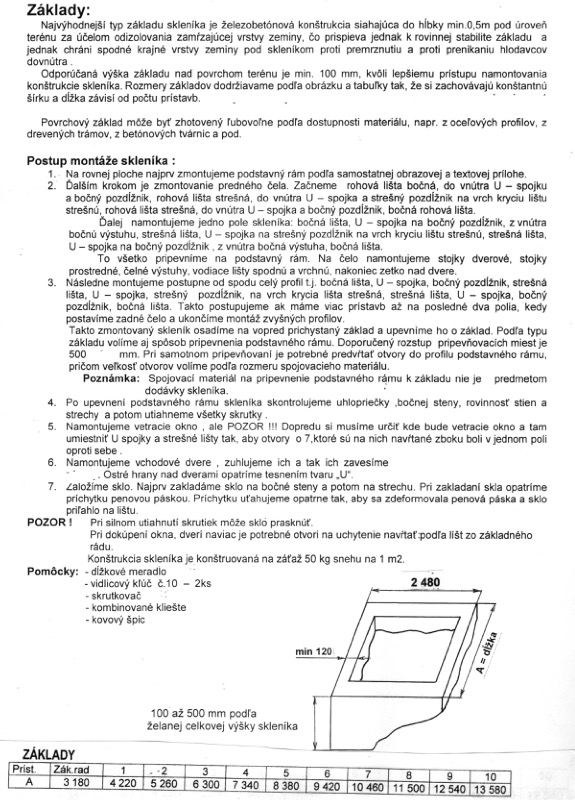 Základy:
Najvýhodnejší typ základu skleníka je železobetónová konštrukcia siahajúca do hĺbky min.0,5m pod úroveň
terénu za účelom odizolovania zamŕzajúcej vrstvy zeminy, čo prispieva jednak k rovinnej stabilite základu a
jednak chráni spodné krajné vrstvy zeminy pod skleníkom proti premrznutiu a proti prenikaniu hlodavcov
dovnútra .
Odporúčaná výška základu nad povrchom terénu je min. 100 mm, kvôli lepšiemu prístupu namontovania
konštrukcie skleníka. Rozmery základov dodržiavame podľa obrázku a tabuľky tak, že si zachovávajú konštantnú
šírku a dĺžka závisí od počtu prístavb.
Povrchový základ môže byť zhotovený ľubovoľne podľa dostupnosti materiálu, napr. z oceľových profilov, z
drevených trámov, z betónových tvárnic a pod.
Postup montáže skleníka :
1. Na rovnej ploche najprv zmontujeme podstavný rám podľa samostatnej obrazovej a textovej prílohe.
2. Ďalším krokom je zmontovanie predného čela. Začneme rohová lišta bočná, do vnútra U – spojku
a bočný pozdĺžnik, rohová lišta strešná, do vnútra U – spojka a strešný pozdĺžnik na vrch kryciu lištu
strešnú, rohová lišta strešná, do vnútra U – spojka a bočný pozdĺžnik, bočná rohová lišta.
Ďalej namontujeme jedno pole skleníka: bočná lišta, U – spojka na bočný pozdĺžnik, z vnútra
bočnú výstuhu, strešná lišta, U – spojka na strešný pozdĺžnik na vrch kryciu lištu strešnú, strešná lišta,
U – spojka na bočný pozdĺžnik , z vnútra bočná výstuha, bočná lišta.
To všetko pripevníme na podstavný rám. Na čelo namontujeme stojky dverové, stojky
prostredné, čelné výstuhy, vodiace lišty spodnú a vrchnú, nakoniec zetko nad dvere.
3. Následne montujeme postupne od spodu celý profil t.j. bočná lišta, U – spojka, bočný pozdĺžnik, strešná
lišta, U – spojka, strešný pozdĺžnik, na vrch krycia lišta strešná, strešná lišta, U – spojka, bočný
pozdĺžnik, bočná lišta. Takto postupujeme ak máme viac prístavb až na posledné dva polia, kedy
postavíme zadné čelo a ukončíme montáž zvyšných profilov.
Takto zmontovaný skleník osadíme na vopred prichystaný základ a upevníme ho o základ. Podľa typu
základu volíme aj spôsob pripevnenia podstavného rámu. Doporučený rozstup pripevňovacích miest je
500 mm. Pri samotnom pripevňovaní je potrebné predvŕtať otvory do profilu podstavného rámu,
pričom veľkosť otvorov volíme podľa rozmeru spojovacieho materiálu.
Poznámka: Spojovací materiál na pripevnenie podstavného rámu k základu nie je predmetom
dodávky skleníka.
4. Po upevnení podstavného rámu skleníka skontrolujeme uhlopriečky ,bočnej steny, rovinnosť stien a
strechy a potom utiahneme všetky skrutky .
5. Namontujeme vetracie okno , ale POZOR !!! Dopredu si musíme určiť kde bude vetracie okno a tam
umiestniť U spojky a strešné lišty tak, aby otvory o 7,ktoré sú na nich navŕtané zboku boli v jednom poli
oproti sebe .
6. Namontujeme vchodové dvere , zuhlujeme ich a tak ich zavesíme
. Ostré hrany nad dverami opatríme tesnením tvaru „U“.
7. Založíme sklo. Najprv zakladáme sklo na bočné steny a potom na strechu. Pri zakladaní skla opatríme
príchytku penovou páskou. Príchytku uťahujeme opatrne tak, aby sa zdeformovala penová páska a sklo
priľahlo na lištu.
POZOR ! Pri silnom utiahnutí skrutiek môže skló prasknúť.
Pri dokúpení okna, dverí naviac je potrebné otvori na uchytenie navŕtať podľa líšt zo základného
rádu.
Konštrukcia skleníka je konštruovaná na záťaž 50 kg snehu na 1 m2.
Pomôcky: - dĺžkové meradlo
- vidlicový kľúč č.10 – 2ks
- skrutkovač
- kombinované kliešte
- kovový špic
2 480
min 120
A = dĺžka
100 až 500 mm podľa
želanej celkovej výšky skleníka
ZÁKLADY
Príst. Zák.rad 1 2 3 4 5 6 7 8 9 10
A 3 180 4 220 5 260 6 300 7 340 8 380 9 420 10 460 11 500 12 540 13 580